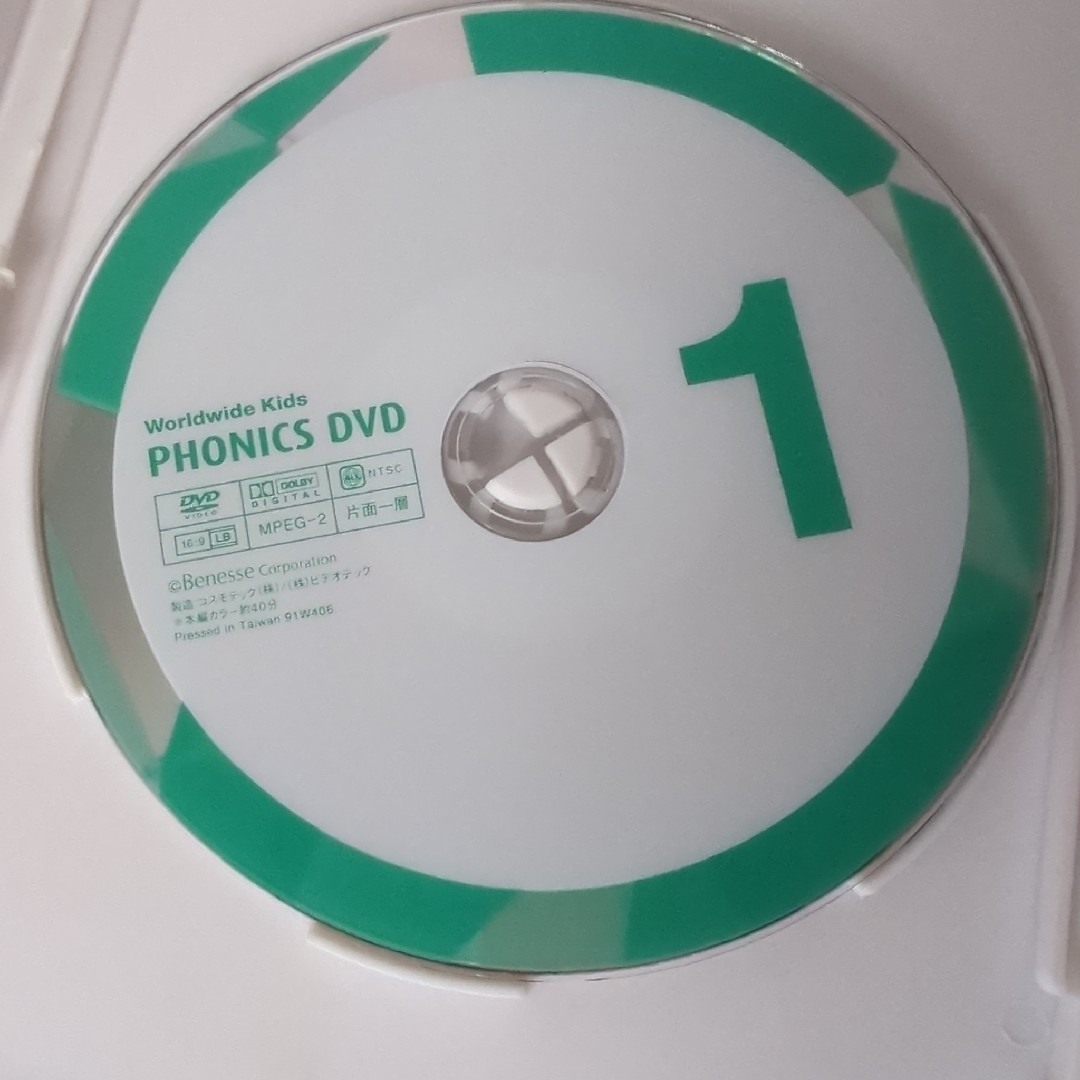 1
Worldwide Kids
PHONICS DVD
DVD VIDEO
DOLBY DIGITAL
ALL NTSC
16:9 LB
MPEG-2
片面一層
©Benesse Corporation
製造:コスモテック(株)/(株)ビデオテック
※本編カラー約40分
Pressed in Taiwan 91W406